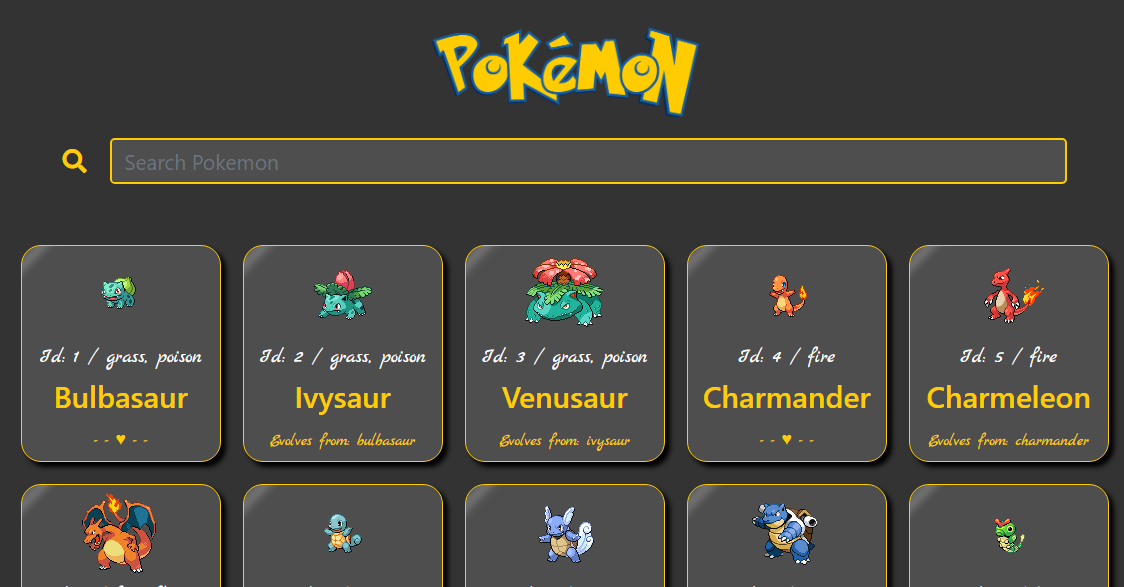 Pokémon
Search Pokemon
Id: 1 / grass, poison
Bulbasaur
- - ♥ - -
Id: 2 / grass, poison
Ivysaur
Evolves from: bulbasaur
Id: 3 / grass, poison
Venusaur
Evolves from: ivysaur
Id: 4 / fire
Charmander
- - ♥ - -
Id: 5 / fire
Charmeleon
Evolves from: charmander